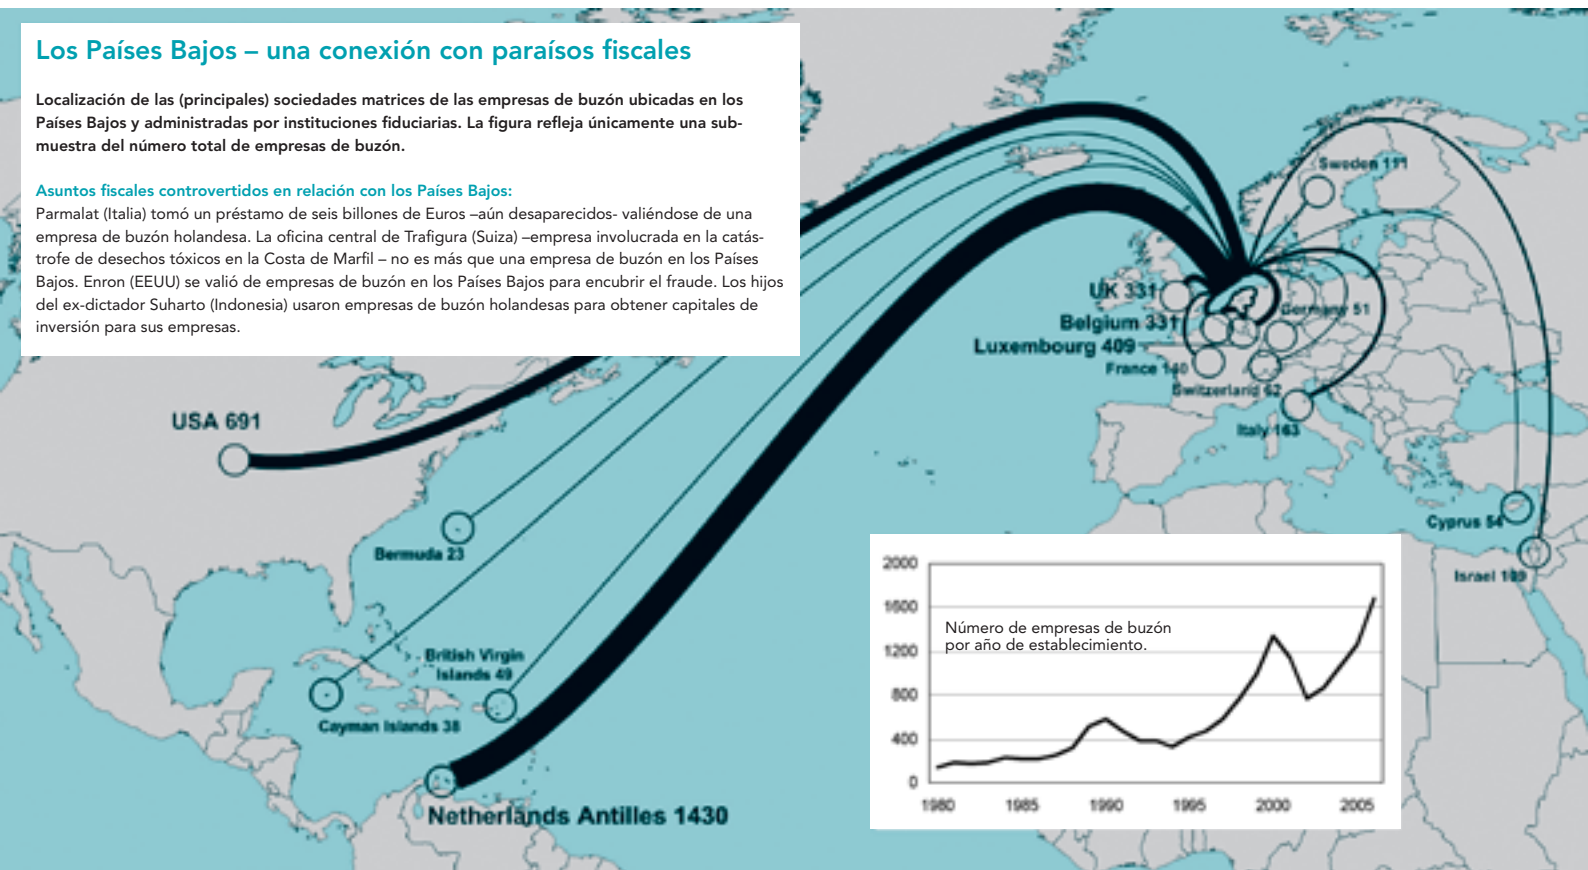 Los Países Bajos – una conexión con paraísos fiscales
Localización de las (principales) sociedades matrices de las empresas de buzón ubicadas en los
Países Bajos y administradas por instituciones fiduciarias. La figura refleja únicamente una sub-
muestra del número total de empresas de buzón.
Asuntos fiscales controvertidos en relación con los Países Bajos:
Parmalat (Italia) tomó un préstamo de seis billones de Euros –aún desaparecidos- valiéndose de una
empresa de buzón holandesa. La oficina central de Trafigura (Suiza) –empresa involucrada en la catás-
trofe de desechos tóxicos en la Costa de Marfil – no es más que una empresa de buzón en los Países
Bajos. Enron (EEUU) se valió de empresas de buzón en los Países Bajos para encubrir el fraude. Los hijos
del ex-dictador Suharto (Indonesia) usaron empresas de buzón holandesas para obtener capitales de
inversión para sus empresas.
Sweden 111
UK 331
Germany 51
Belgium 331
Luxembourg 409
France 140
Switzerland 62
USA 691
Italy 163
Cyprus 54
Bermuda 23
Israel
British Virgin
Islands 49
Cayman Islands 38
Netherlands Antilles 1430
2000
1600
Número de empresas de buzón
por año de establecimiento.
1200
800
400
0
1980 1985 1990 1995 2000 2005